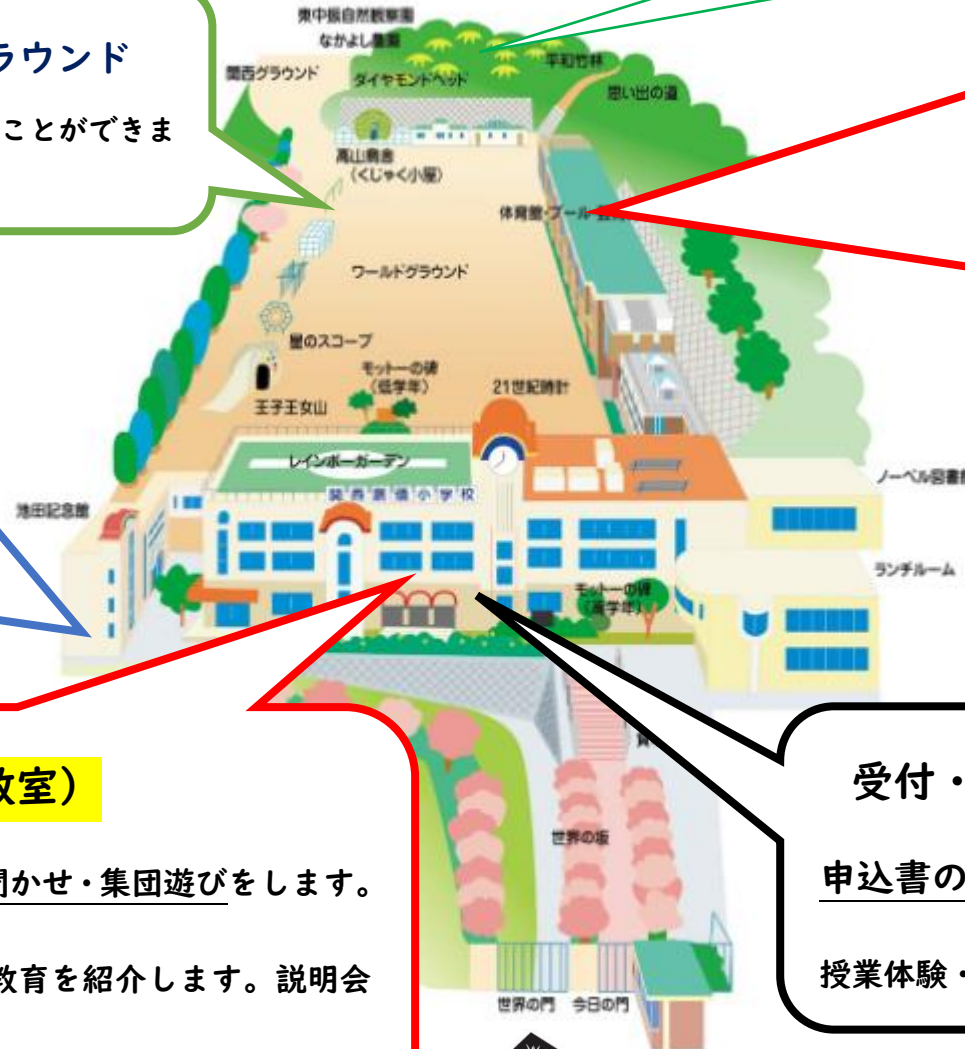 東中振自然観察園
なかよし農園
関西グラウンド
ダイヤモンドヘッド
平和竹林
思い出の道
ラウンド
ことができま
高山鳥舎
(くじゃく小屋)
体育館・プール・
ワールドグラウンド
星のスコープ
モットーの碑
(低学年)
21世紀時計
王子王女山
レインボーガーデン
関西創価小学校
池田記念館
ノーベル図書館
ランチルーム
モットーの碑
(高学年)
教室)
聞かせ・集団遊びをします。
教育を紹介します。説明会
世界の坂
受付・
申込書の
授業体験・
世界の門
今日の門